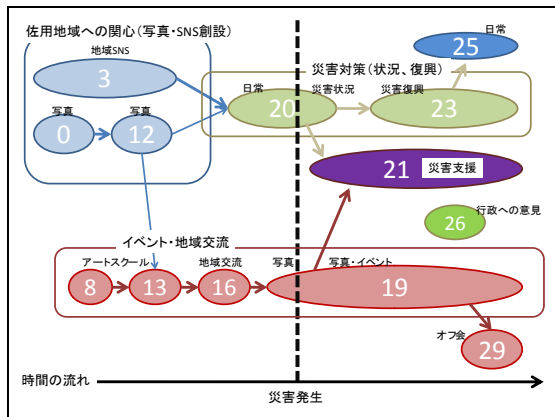 佐用地域への関心(写真・SNS創設)
日常
25
地域SNS
3
災害対策(状況、復興)
写真
写真
日常
災害状況
災害復興
0
12
20
23
21
災害支援
26
行政への意見
イベント・地域交流
アートスクール
地域交流
写真
写真・イベント
8
13
16
19
オフ会
29
時間の流れ
災害発生